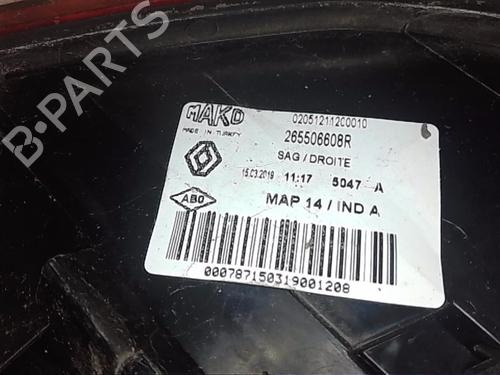 MAKO
MADE IN TURKEY
02051211200010
265506608R
SAG / DROITE
15.03.2019 11:17 5047 A
ABO
MAP 14 / IND A
000787150319001208
B-PARTS